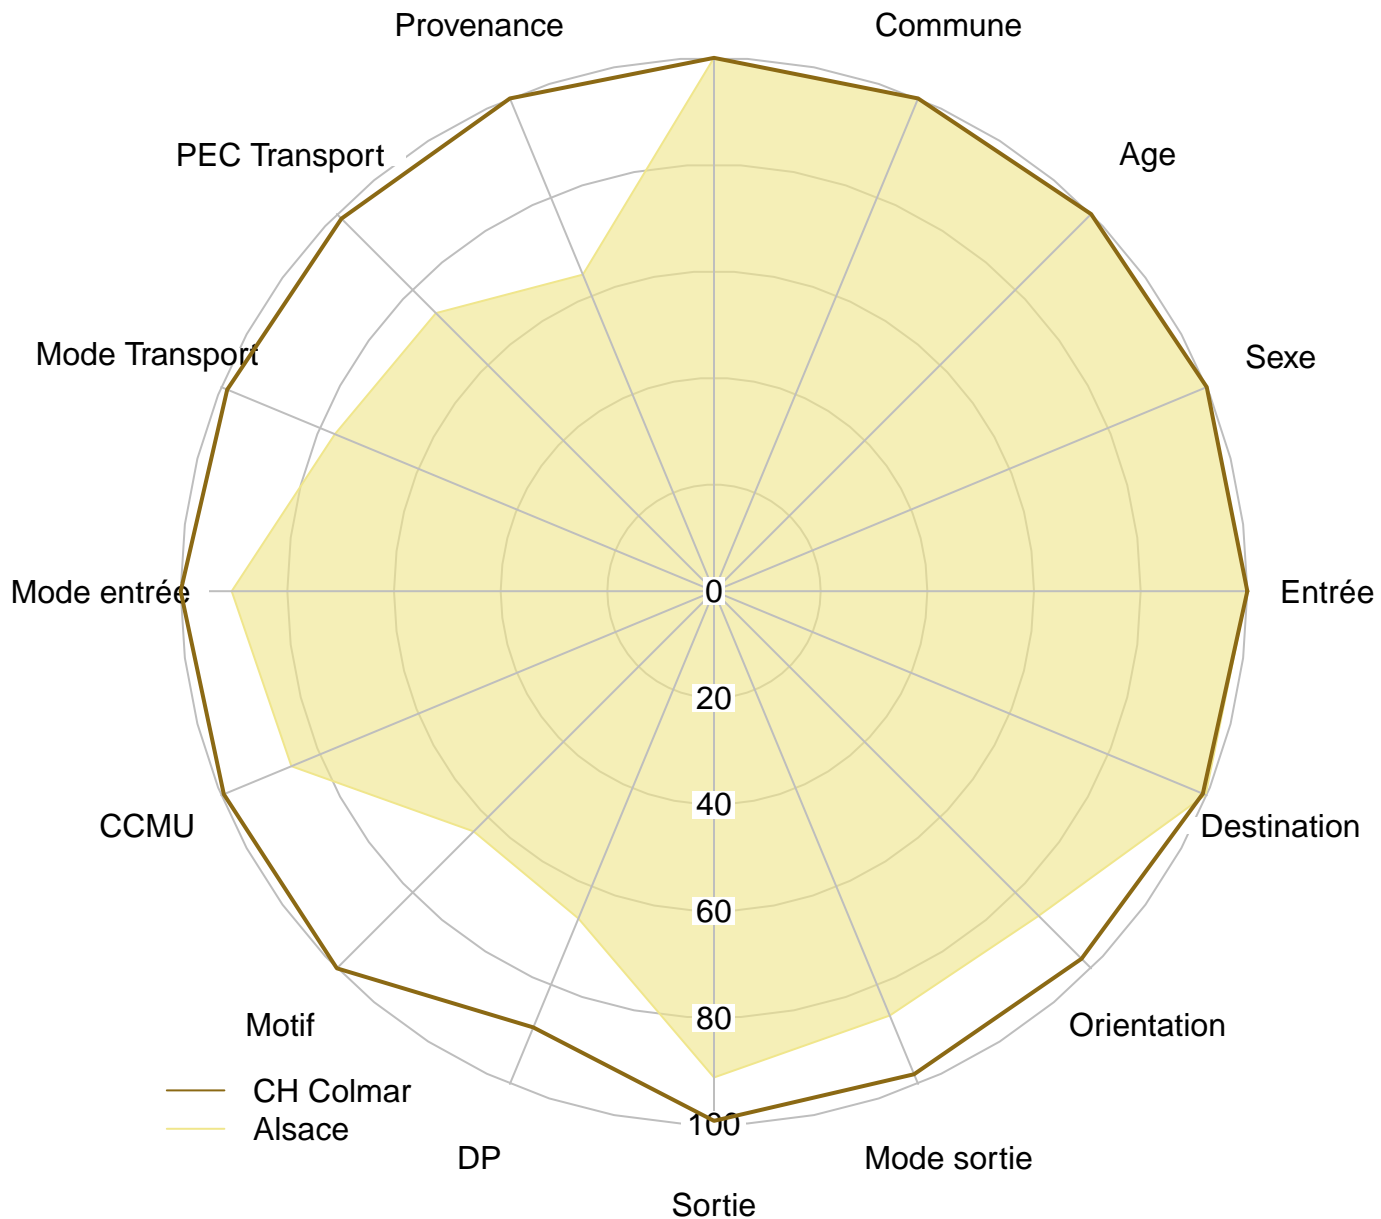 Provenance
Commune
PEC Transport
Age
Mode Transport
Sexe
Mode entrée
0
Entrée
20
40
CCMU
Destination
60
80
Motif
Orientation
CH Colmar
100
Alsace
DP
Mode sortie
Sortie